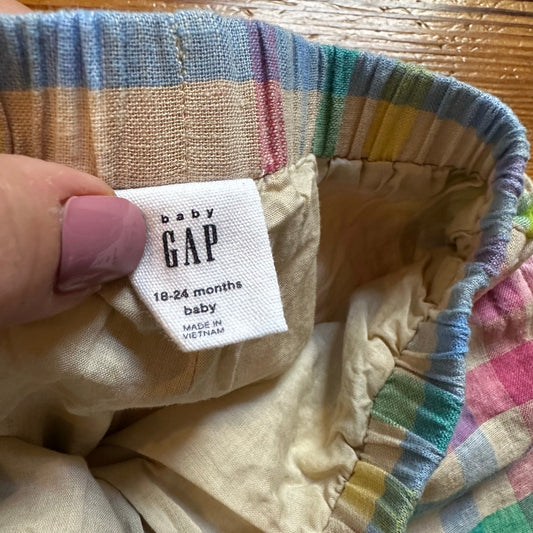 baby
GAP
18-24 months
baby
MADE IN
VIETNAM